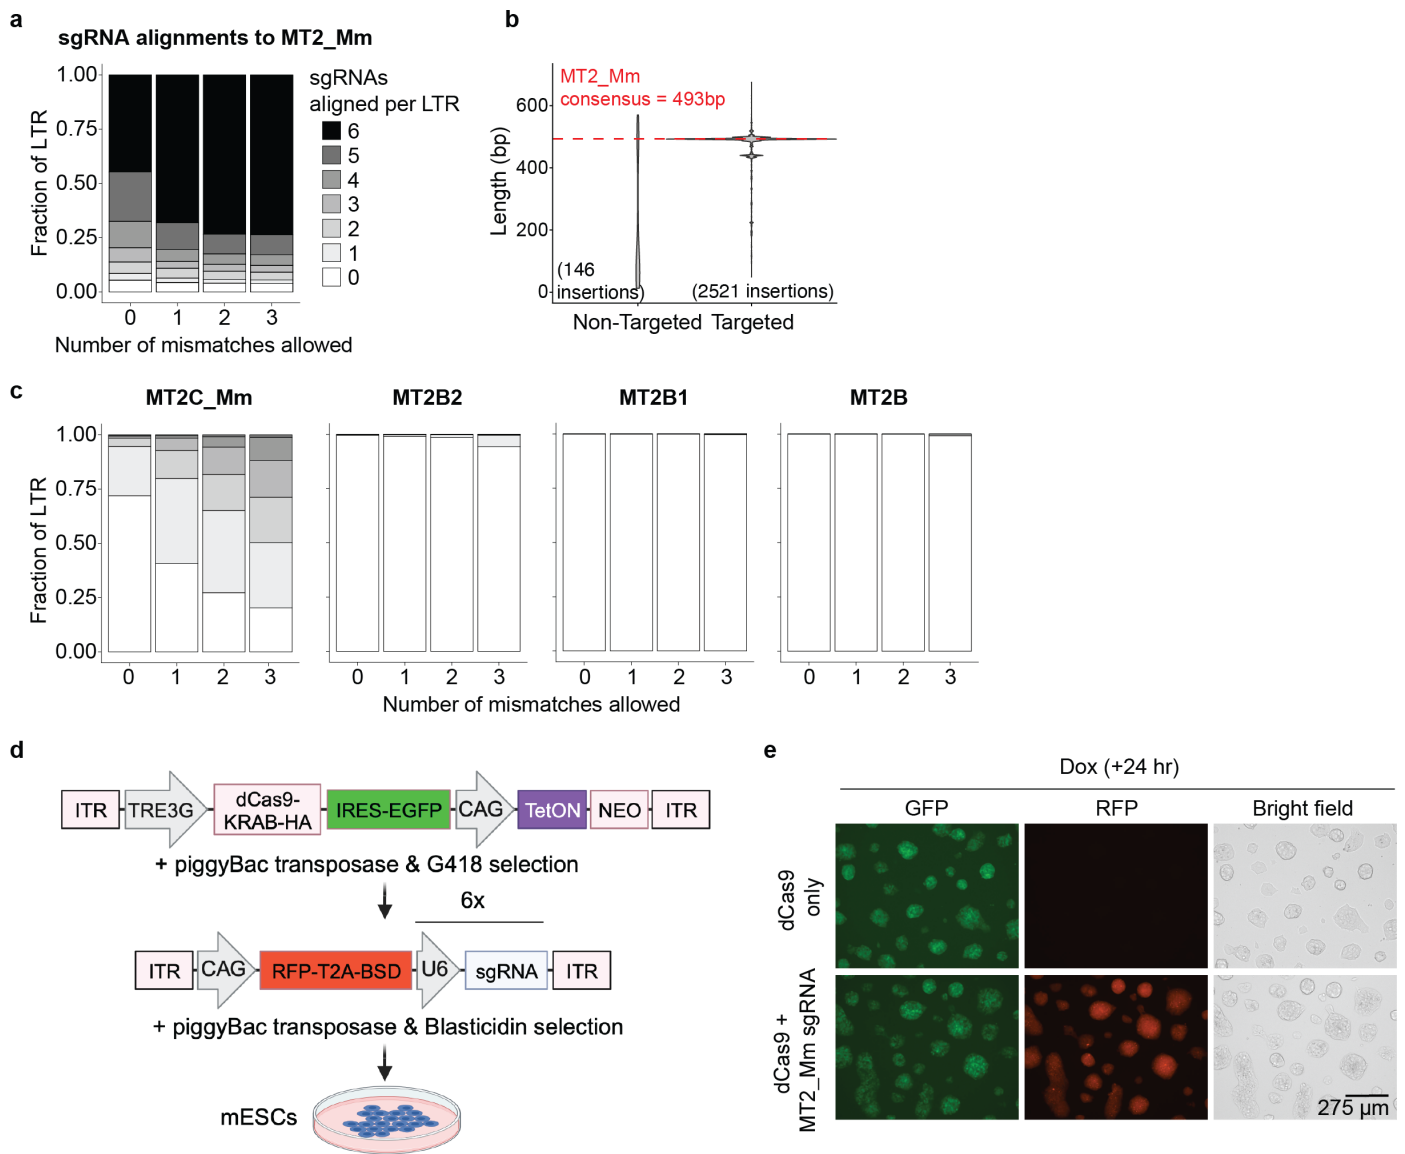 a
sgRNA alignments to MT2_Mm
Fraction of LTR
1.00
0.75
0.50
0.25
0.00
0 1 2 3
Number of mismatches allowed
sgRNAs
aligned per LTR
6
5
4
3
2
1
0
b
MT2_Mm
consensus = 493bp
Length (bp)
600
400
200
0
(146
insertions)
(2521 insertions)
Non-Targeted Targeted
c
MT2C_Mm MT2B2 MT2B1 MT2B
Fraction of LTR
1.00
0.75
0.50
0.25
0.00
0 1 2 3 0 1 2 3 0 1 2 3 0 1 2 3
Number of mismatches allowed
d
ITR TRE3G dCas9-
KRAB-HA IRES-EGFP CAG TetON NEO ITR
+ piggyBac transposase & G418 selection
6x
ITR CAG RFP-T2A-BSD U6 sgRNA ITR
+ piggyBac transposase & Blasticidin selection
mESCs
e
Dox (+24 hr)
GFP RFP Bright field
dCas9
only
dCas9 +
MT2_Mm sgRNA
275 µm